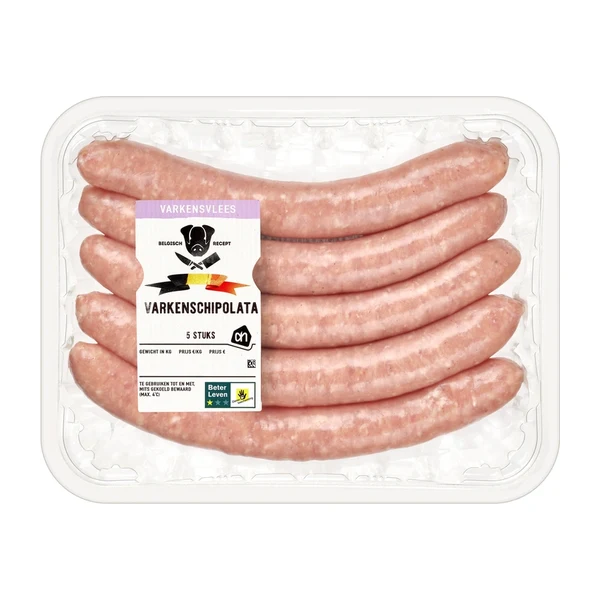 VARKENSVLEES
BELGISCH RECEPT
VARKENSCHIPOLATA
5 STUKS
ah
GEWICHT IN KG PRIJS €/KG PRIJS €
TE GEBRUIKEN TOT EN MET,
MITS GEKOELD BEWAARD
(MAX. 4°C)
Beter
Leven